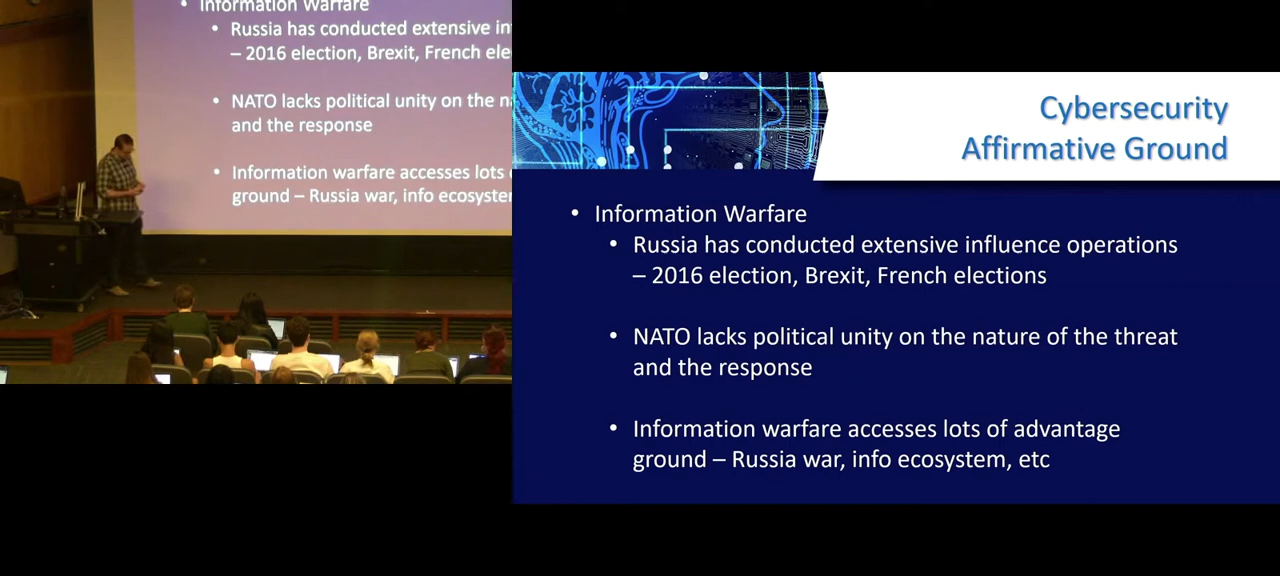 Information Warfare
• Russia has conducted extensive in
– 2016 election, Brexit, French ele
• NATO lacks political unity on the n
and the response
• Information warfare accesses lots
ground – Russia war, info ecosyste
Cybersecurity
Affirmative Ground
• Information Warfare
• Russia has conducted extensive influence operations
– 2016 election, Brexit, French elections
• NATO lacks political unity on the nature of the threat
and the response
• Information warfare accesses lots of advantage
ground – Russia war, info ecosystem, etc